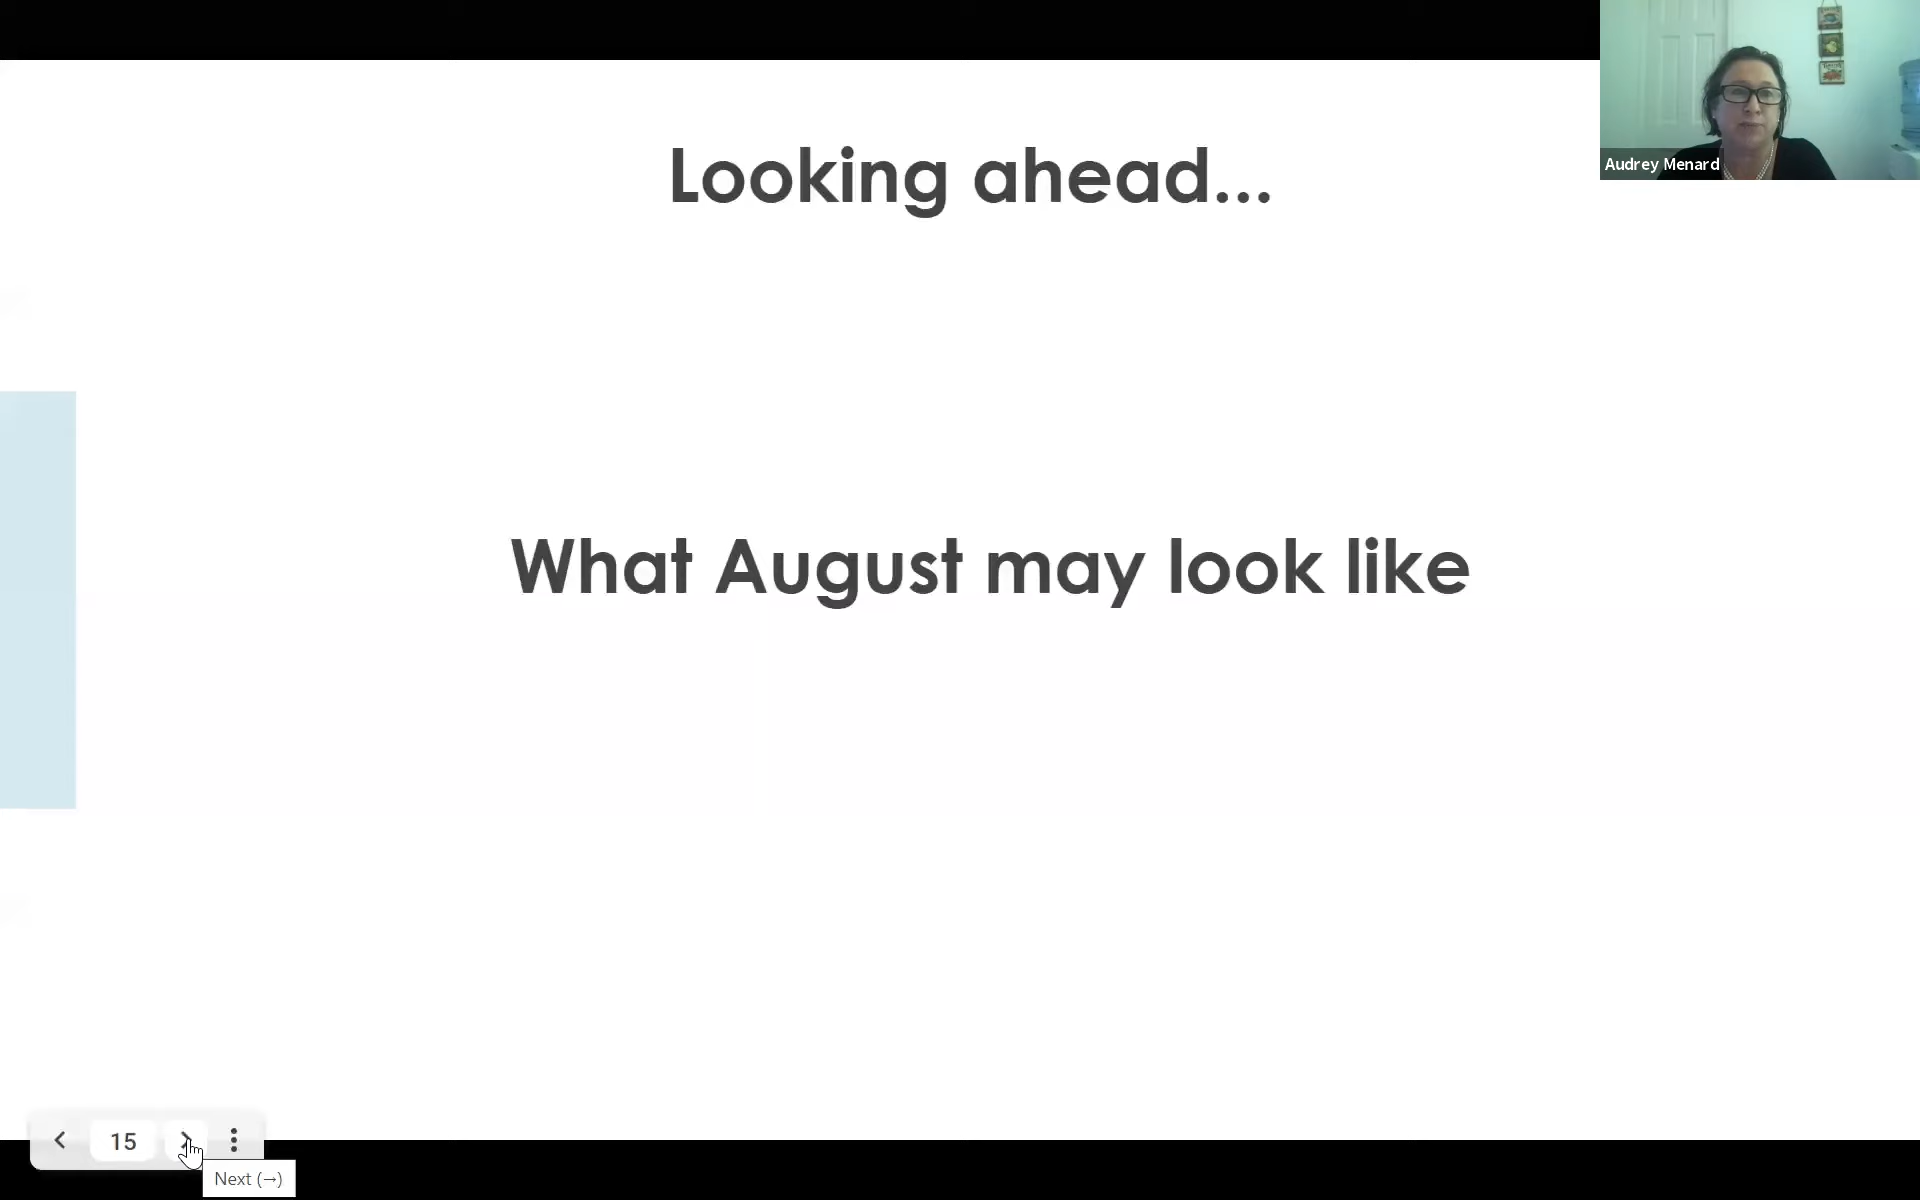 Looking ahead...
Audrey Menard
What August may look like
15
Next (→)